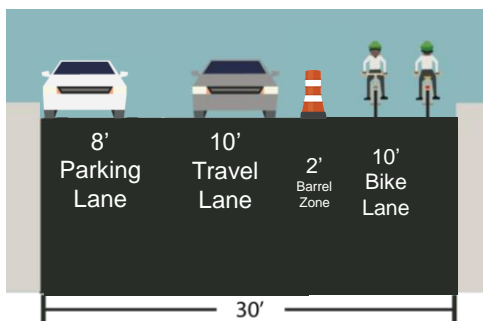 8'
Parking
Lane
10'
Travel
Lane
2'
Barrel
Zone
10'
Bike
Lane
30'